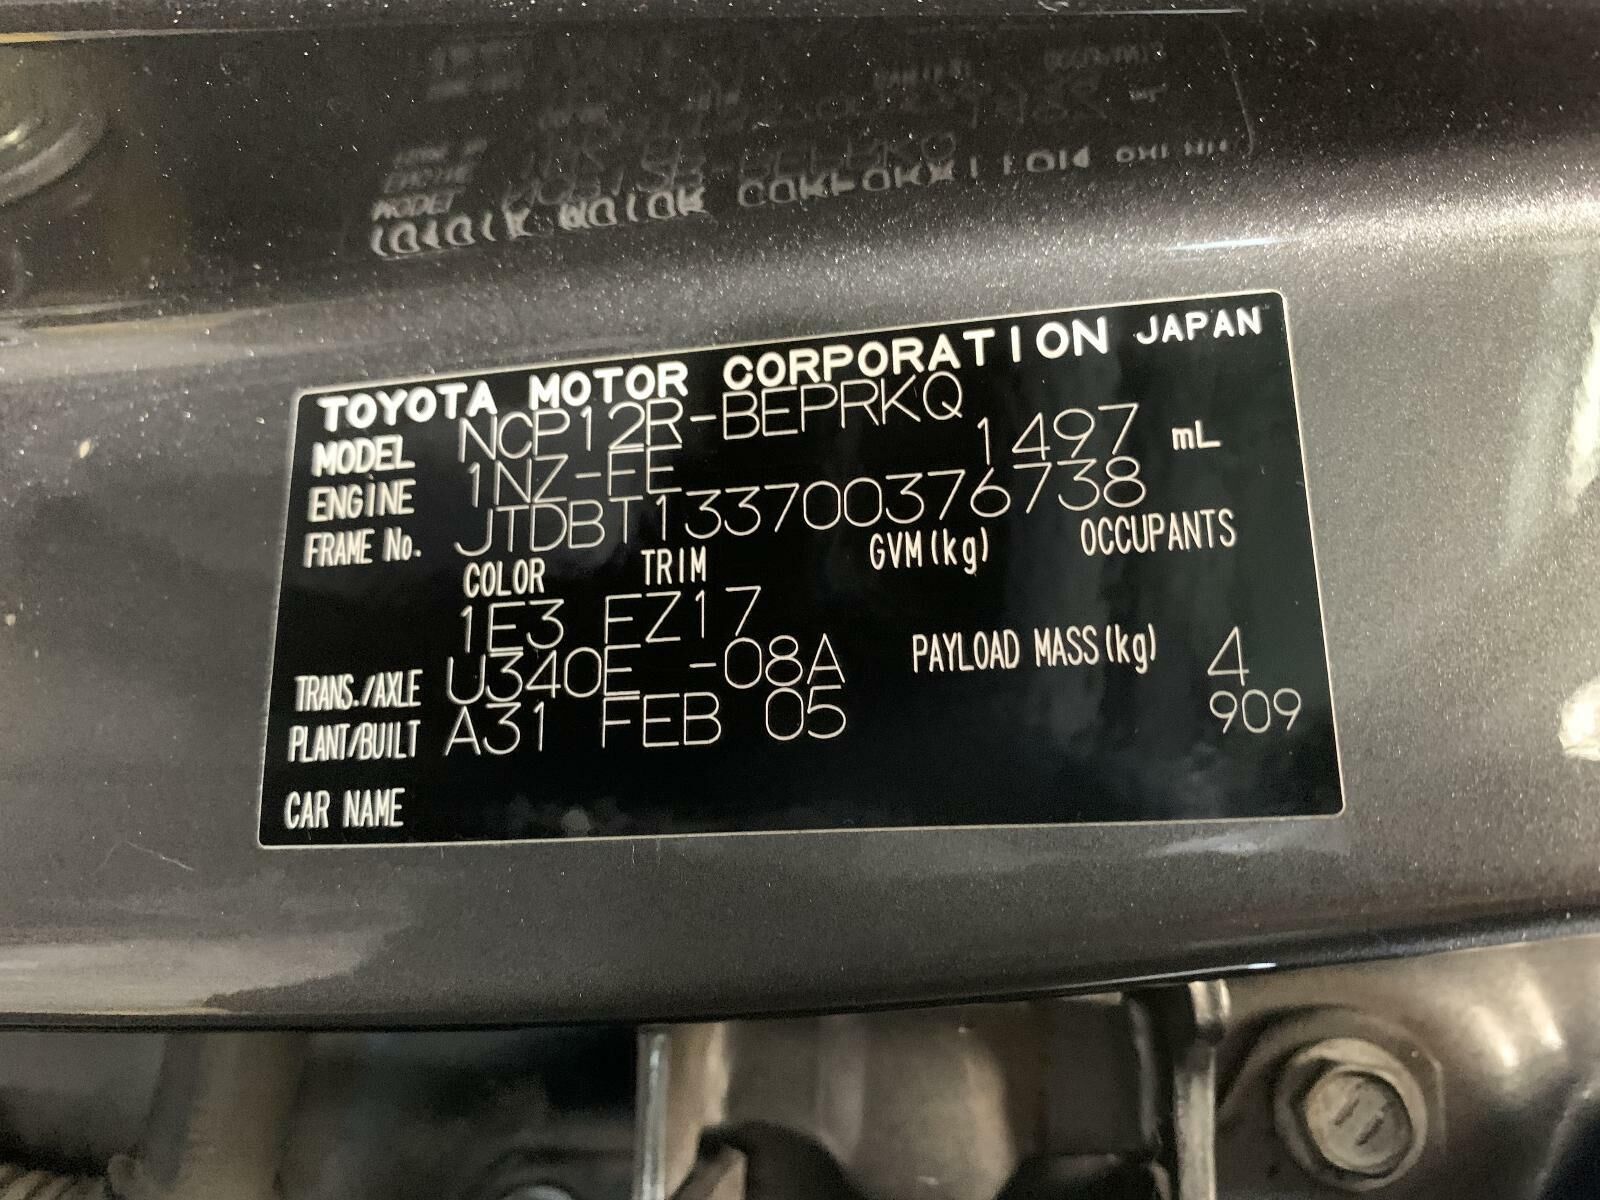 TOYOTA MOTOR CORPORATION JAPAN
MODEL NCP12R-BEPRKQ
ENGINE 1NZ-FE 1497 mL
FRAME No. JTDBT133700376738
COLOR TRIM GVM(kg) OCCUPANTS
1E3 FZ17
TRANS./AXLE U340E -08A PAYLOAD MASS(kg) 4
PLANT/BUILT A31 FEB 05 909
CAR NAME